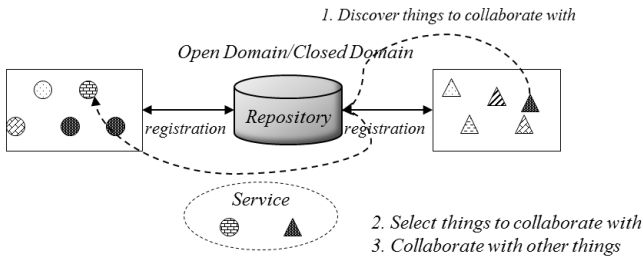 1. Discover things to collaborate with
Open Domain/Closed Domain
registration
Repository
registration
Service
2. Select things to collaborate with
3. Collaborate with other things